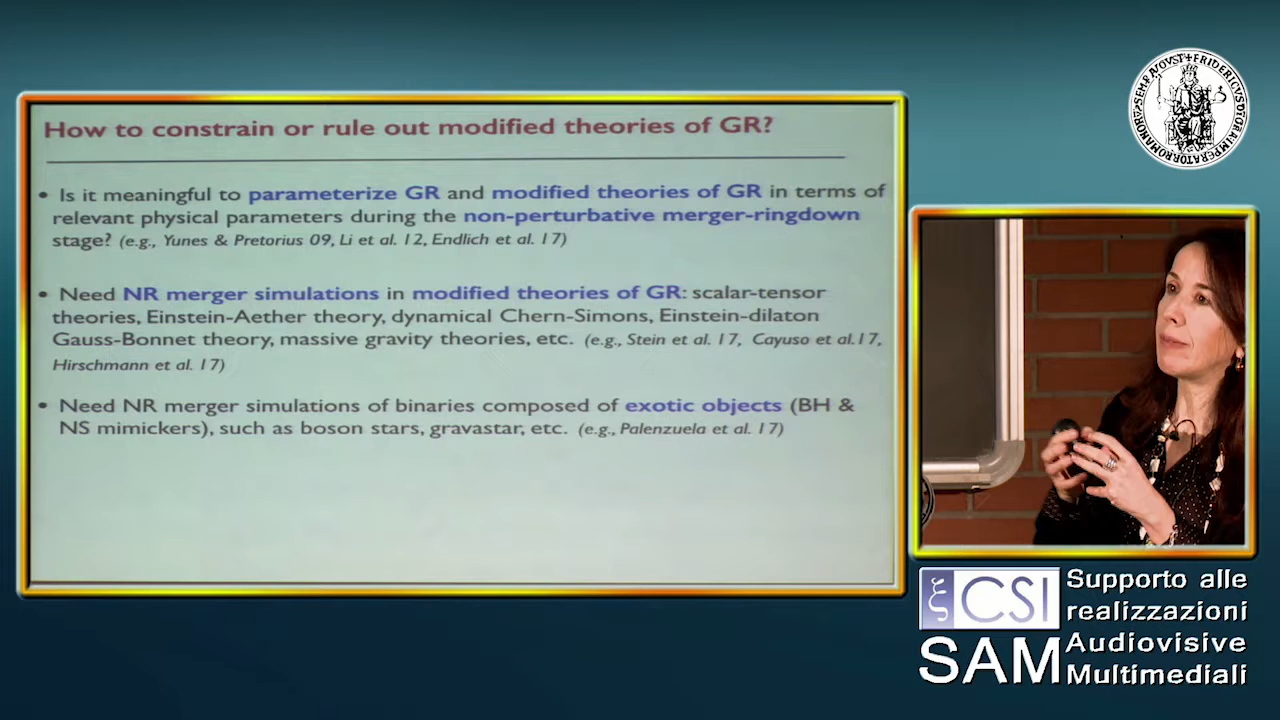 How to constrain or rule out modified theories of GR?
• Is it meaningful to parameterize GR and modified theories of GR in terms of
relevant physical parameters during the non-perturbative merger-ringdown
stage? (e.g., Yunes & Pretorius 09, Li et al. 12, Endlich et al. 17)
• Need NR merger simulations in modified theories of GR: scalar-tensor
theories, Einstein-Aether theory, dynamical Chern-Simons, Einstein-dilaton
Gauss-Bonnet theory, massive gravity theories, etc. (e.g., Stein et al. 17, Cayuso et al.17,
Hirschmann et al. 17)
• Need NR merger simulations of binaries composed of exotic objects (BH &
NS mimickers), such as boson stars, gravastar, etc. (e.g., Palenzuela et al. 17)
ξ CSI
SAM
Supporto alle
realizzazioni
Audiovisive
Multimediali